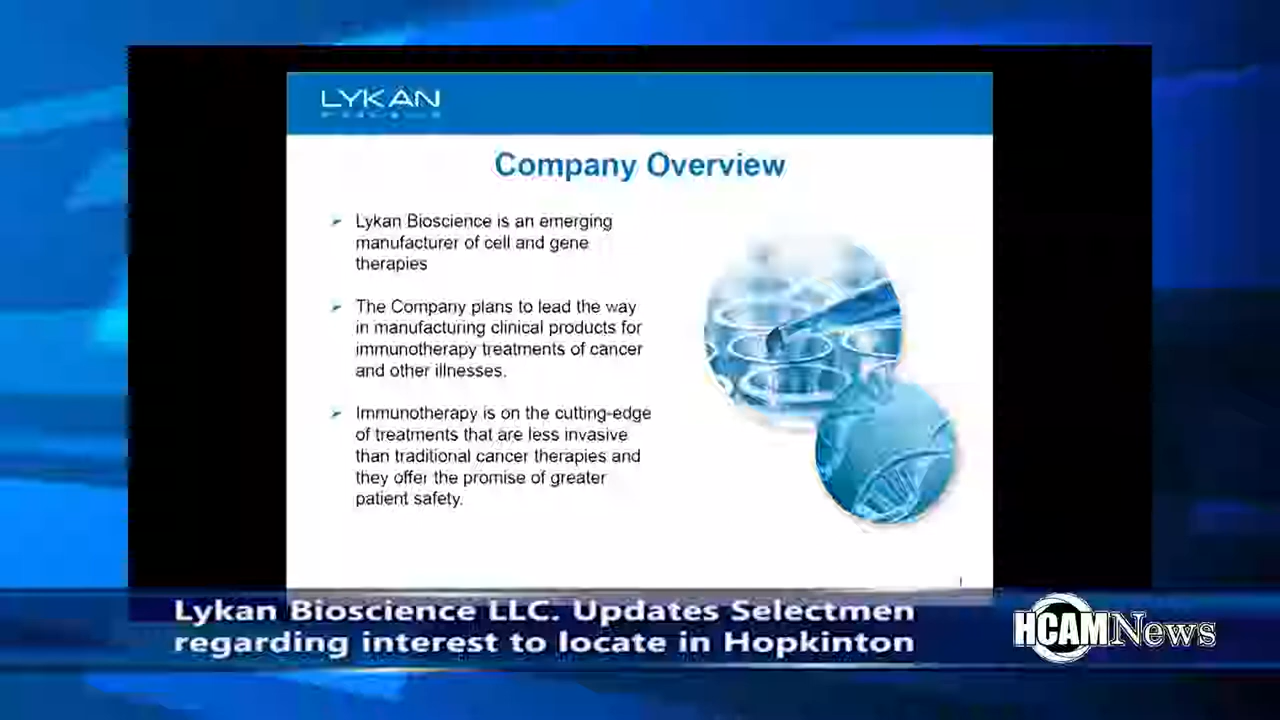 LYKAN
Company Overview
Lykan Bioscience is an emerging
manufacturer of cell and gene
therapies
The Company plans to lead the way
in manufacturing clinical products for
immunotherapy treatments of cancer
and other illnesses.
Immunotherapy is on the cutting-edge
of treatments that are less invasive
than traditional cancer therapies and
they offer the promise of greater
patient safety.
Lykan Bioscience LLC. Updates Selectmen
regarding interest to locate in Hopkinton
HCAMNews